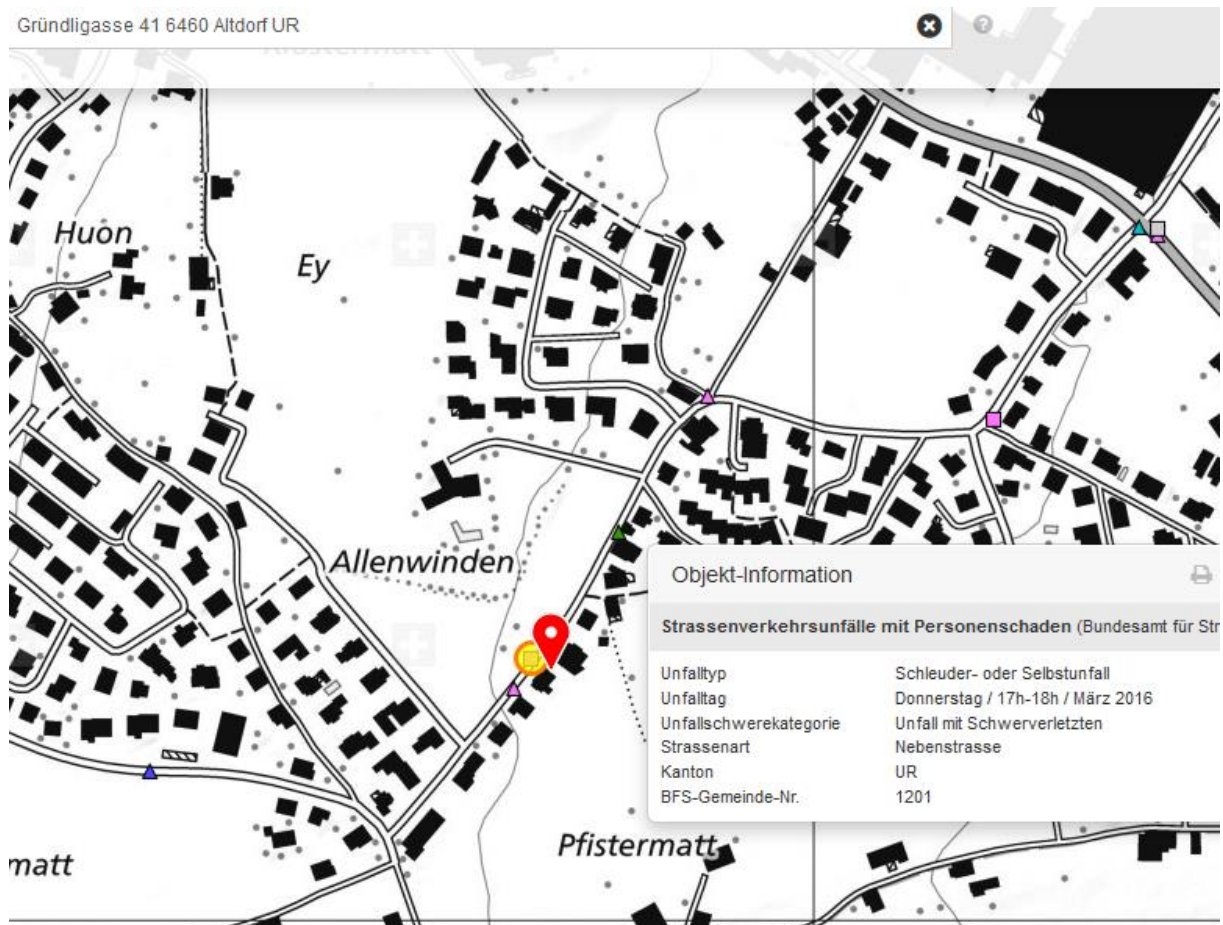 Gründligasse 41 6460 Altdorf UR
Klostermatt
Huon
Ey
Allenwinden
Objekt-Information
Strassenverkehrsunfälle mit Personenschaden (Bundesamt für Str
Unfalltyp Schleuder- oder Selbstunfall
Unfalltag Donnerstag / 17h-18h / März 2016
Unfallschwerekategorie Unfall mit Schwerverletzten
Strassenart Nebenstrasse
Kanton UR
BFS-Gemeinde-Nr. 1201
Pfistermatt
matt